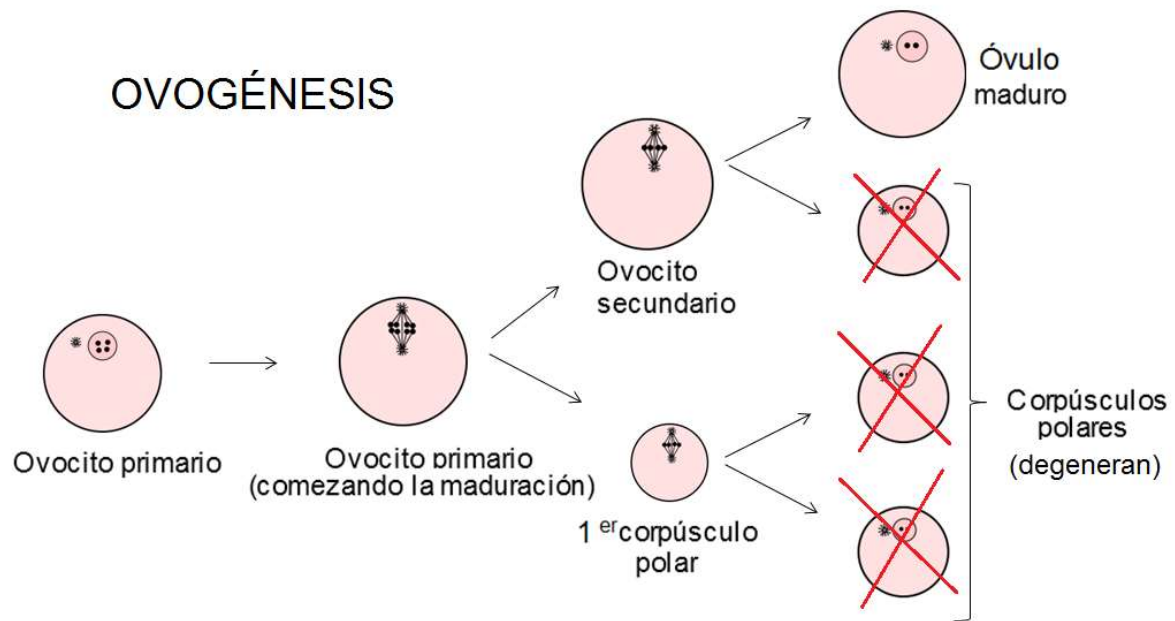 OVOGÉNESIS
Óvulo
maduro
Ovocito
secundario
Ovocito primario
Ovocito primario
(comezando la maduración)
1 er corpúsculo
polar
Corpúsculos
polares
(degeneran)